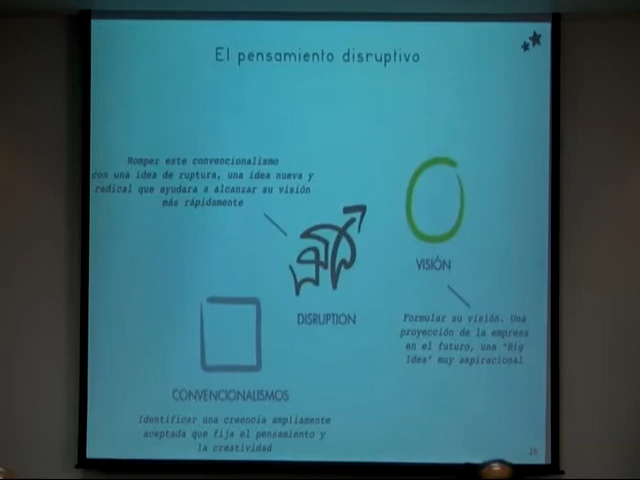 El pensamiento disruptivo
Romper este convencionalismo
con una idea de ruptura, una idea nueva y
radical que ayudara a alcanzar su visión
más rápidamente
VISIÓN
DISRUPTION
Formular su visión. Una
proyección de la empresa
en el futuro, una "Big
Idea" muy aspiracional
CONVENCIONALISMOS
Identificar una creencia ampliamente
aceptada que fija el pensamiento y
la creatividad